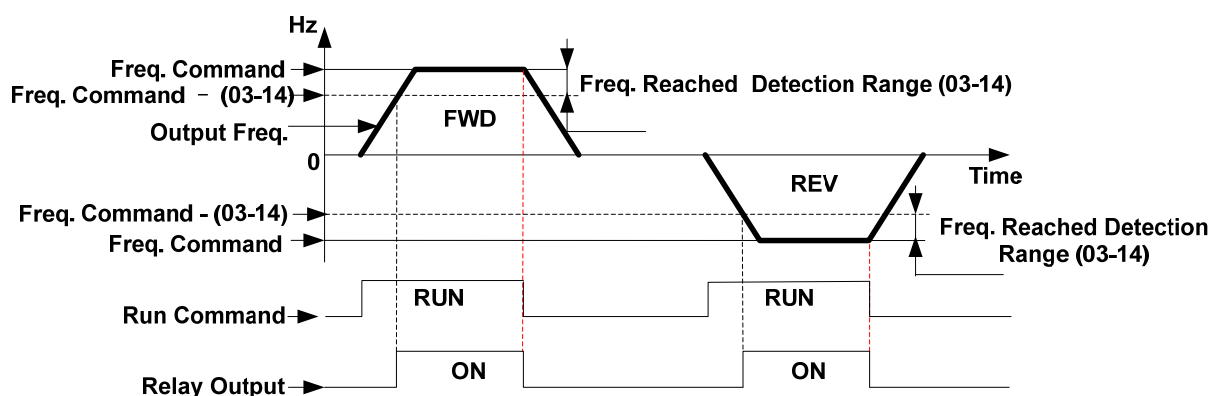 Hz
Freq. Command
Freq. Command - (03-14)
Freq. Reached Detection Range (03-14)
Output Freq.
FWD
0
Time
REV
Freq. Command - (03-14)
Freq. Command
Freq. Reached Detection
Range (03-14)
Run Command
RUN
RUN
Relay Output
ON
ON